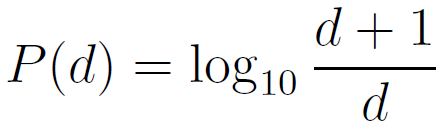 P(d) = log₁₀ (d + 1)/d